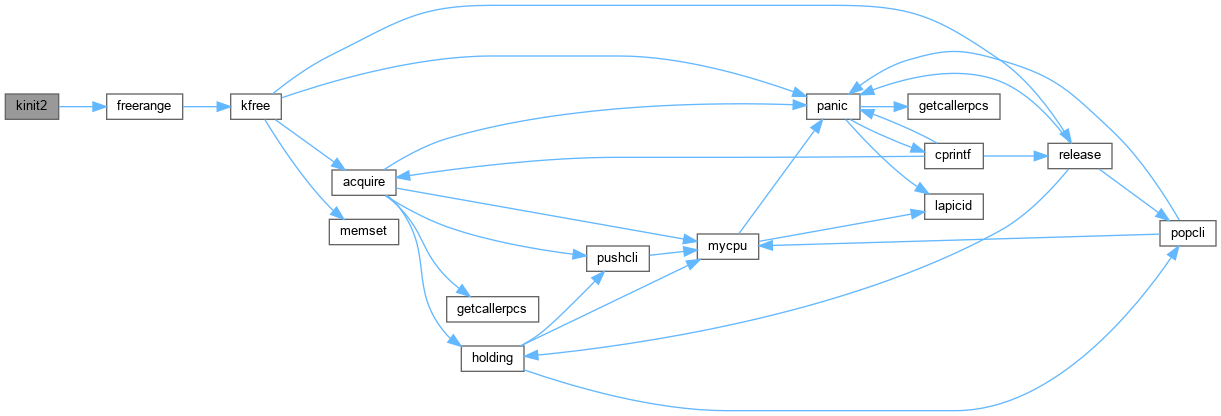 kinit2
freerange
kfree
acquire
memset
getcallerpcs
holding
pushcli
mycpu
panic
getcallerpcs
cprintf
lapicid
release
popcli